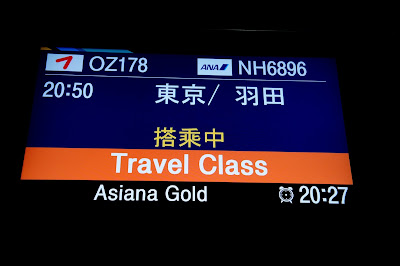 OZ178 ANA NH6896
20:50 東京/ 羽田
搭乗中
Travel Class
Asiana Gold 20:27